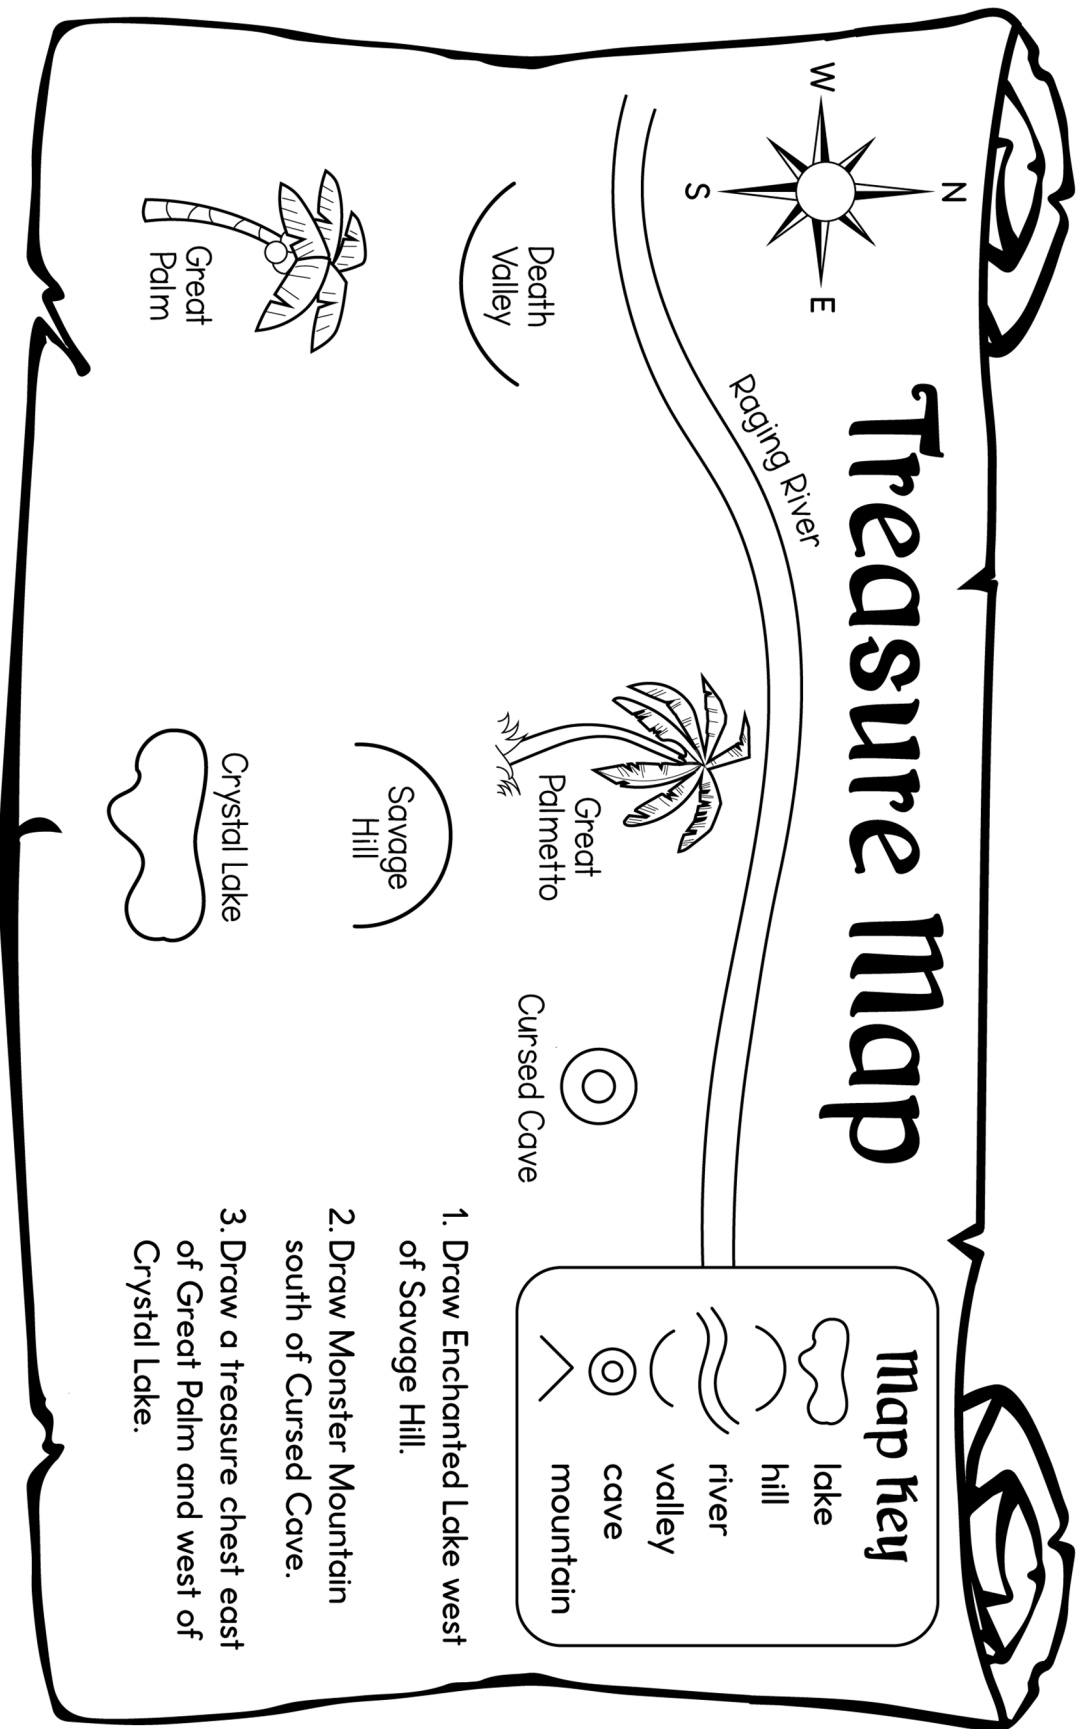 Treasure Map
N
W
E
S
Raging River
Map Key
lake
hill
river
valley
cave
mountain
Death
Valley
Great
Palmetto
Cursed Cave
Savage
Hill
Great
Palm
Crystal Lake
1. Draw Enchanted Lake west
of Savage Hill.
2. Draw Monster Mountain
south of Cursed Cave.
3. Draw a treasure chest east
of Great Palm and west of
Crystal Lake.